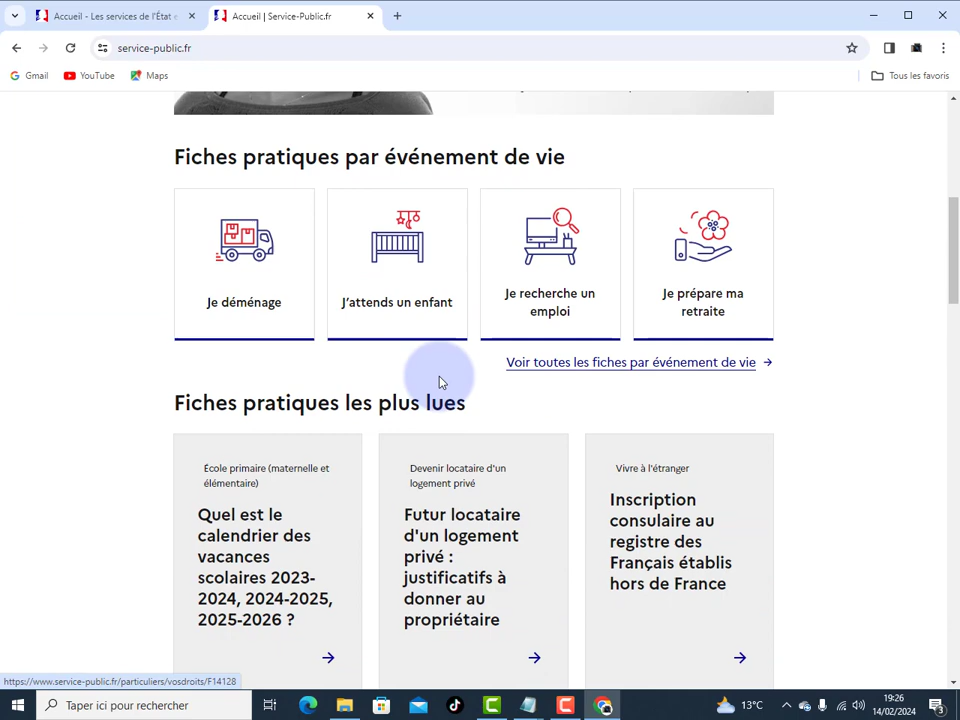 Accueil - Les services de l'État e
Accueil | Service-Public.fr
service-public.fr
Gmail
YouTube
Maps
Tous les favoris
Fiches pratiques par événement de vie
Je déménage
J'attends un enfant
Je recherche un
emploi
Je prépare ma
retraite
Voir toutes les fiches par événement de vie
Fiches pratiques les plus lues
École primaire (maternelle et
élémentaire)
Quel est le
calendrier des
vacances
scolaires 2023-
2024, 2024-2025,
2025-2026 ?
Devenir locataire d'un
logement privé
Futur locataire
d'un logement
privé :
justificatifs à
donner au
propriétaire
Vivre à l'étranger
Inscription
consulaire au
registre des
Français établis
hors de France
https://www.service-public.fr/particuliers/vosdroits/F14128
Taper ici pour rechercher
13°C
19:26
14/02/2024
3